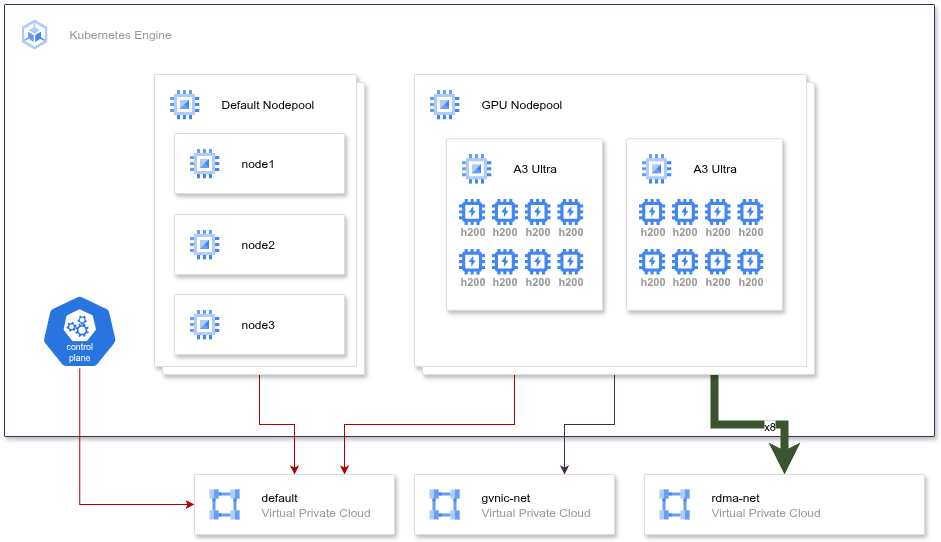 Kubernetes Engine
Default Nodepool
node1
node2
node3
GPU Nodepool
A3 Ultra
h200 h200 h200 h200
h200 h200 h200 h200
A3 Ultra
h200 h200 h200 h200
h200 h200 h200 h200
control
plane
x8
default
Virtual Private Cloud
gvnic-net
Virtual Private Cloud
rdma-net
Virtual Private Cloud